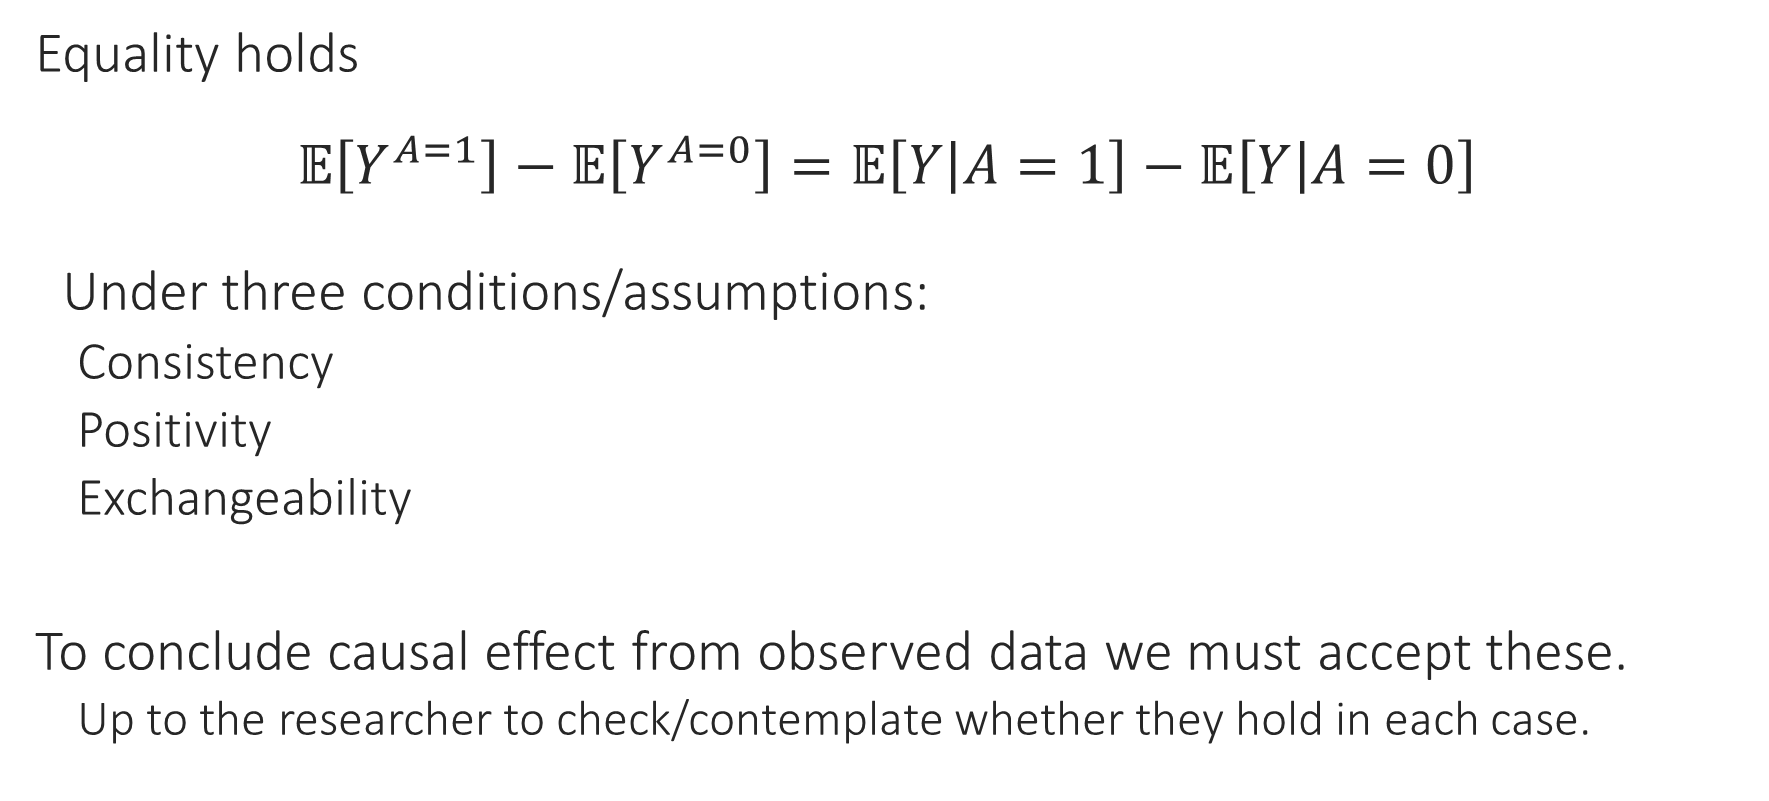 Equality holds
𝔼[Y^{A=1}] − 𝔼[Y^{A=0}] = 𝔼[Y|A = 1] − 𝔼[Y|A = 0]
Under three conditions/assumptions:
Consistency
Positivity
Exchangeability
To conclude causal effect from observed data we must accept these.
Up to the researcher to check/contemplate whether they hold in each case.